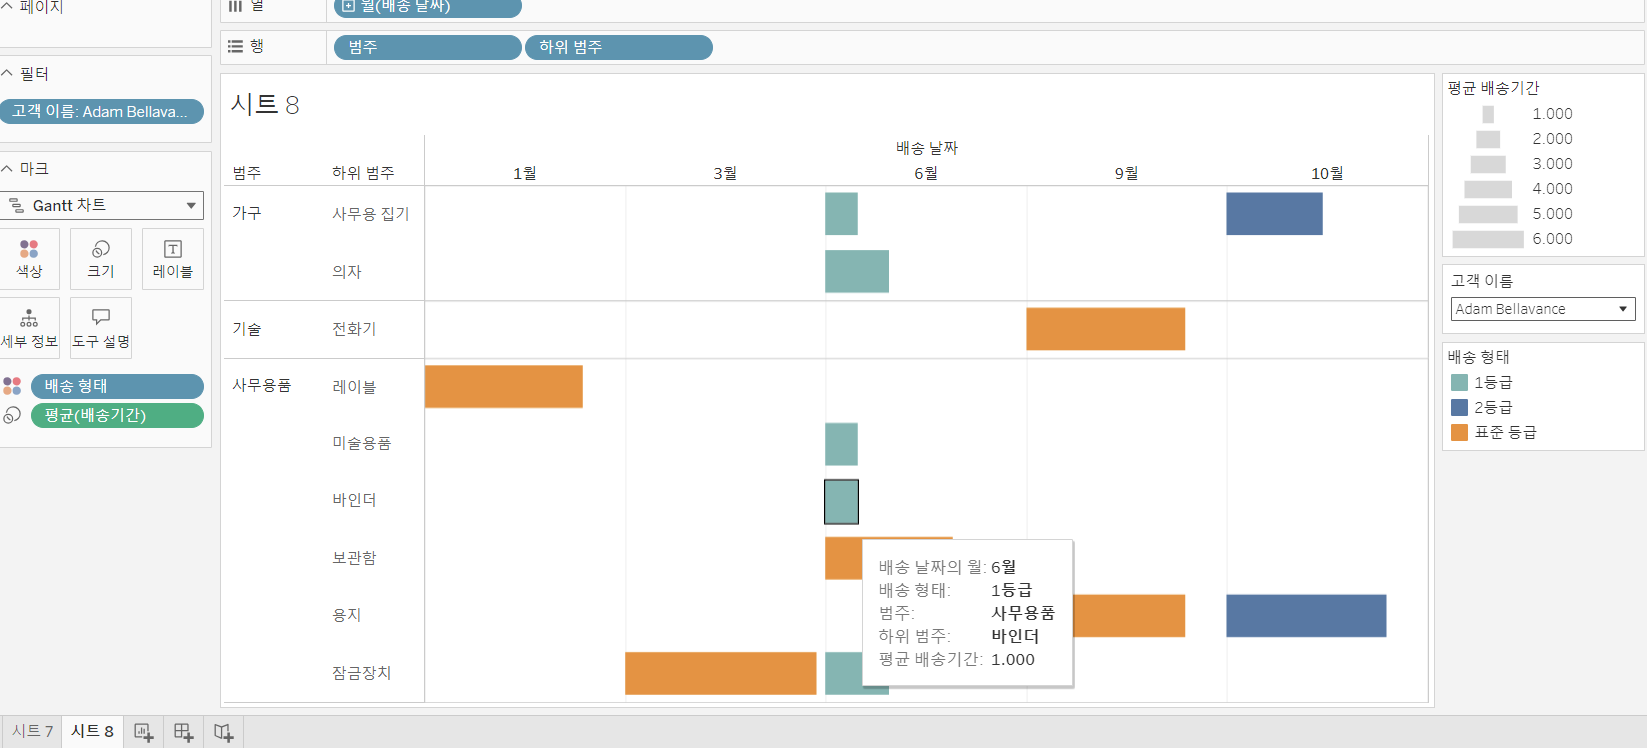 페이지
열
월(배송 날짜)
행
범주
하위 범주
필터
고객 이름: Adam Bellava...
마크
Gantt 차트
색상
크기
레이블
세부 정보
도구 설명
배송 형태
평균(배송기간)
시트 8
배송 날짜
범주
하위 범주
1월
3월
6월
9월
10월
가구
사무용 집기
의자
기술
전화기
사무용품
레이블
미술용품
바인더
보관함
용지
잠금장치
배송 날짜의 월: 6월
배송 형태: 1등급
범주: 사무용품
하위 범주: 바인더
평균 배송기간: 1.000
평균 배송기간
1.000
2.000
3.000
4.000
5.000
6.000
고객 이름
Adam Bellavance
배송 형태
1등급
2등급
표준 등급
시트 7
시트 8